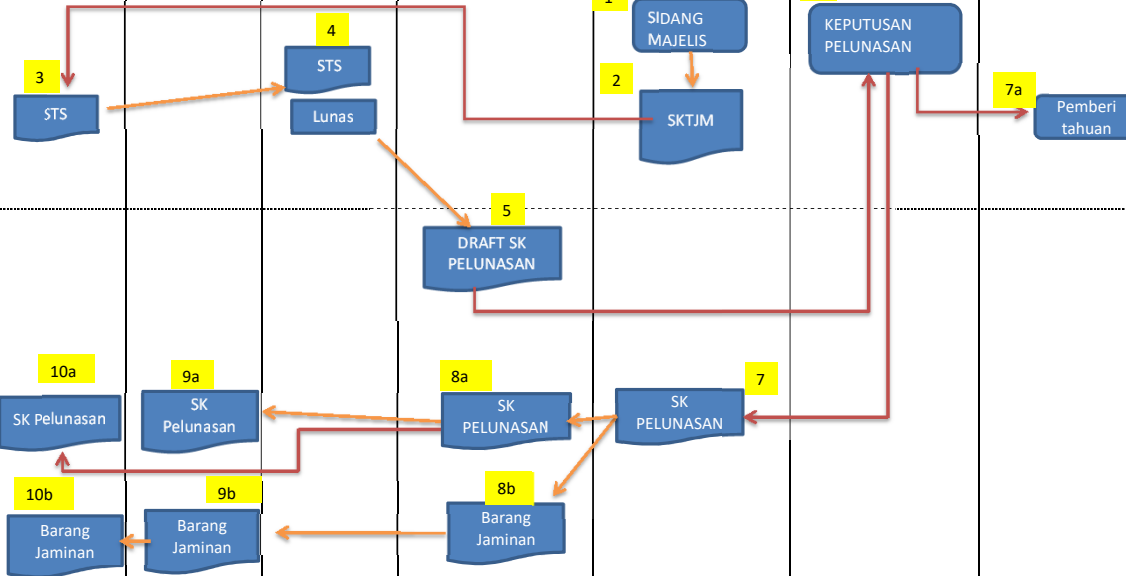 1
SIDANG
MAJELIS
KEPUTUSAN
PELUNASAN
4
STS
Lunas
3
STS
2
SKTJM
7a
Pemberi
tahuan
5
DRAFT SK
PELUNASAN
10a
SK Pelunasan
9a
SK
Pelunasan
8a
SK
PELUNASAN
7
SK
PELUNASAN
10b
Barang
Jaminan
9b
Barang
Jaminan
8b
Barang
Jaminan